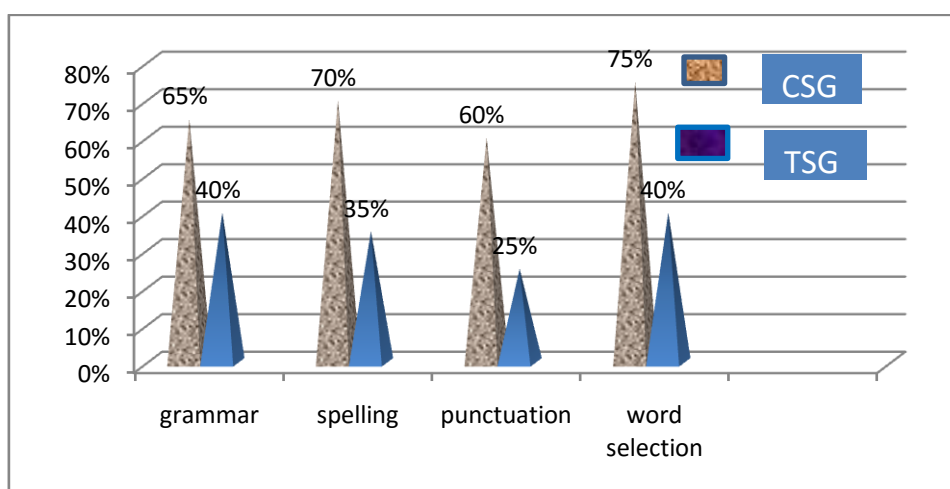 80%
70%
60%
50%
40%
30%
20%
10%
0%
65%
40%
70%
35%
60%
25%
75%
40%
CSG
TSG
grammar
spelling
punctuation
word
selection